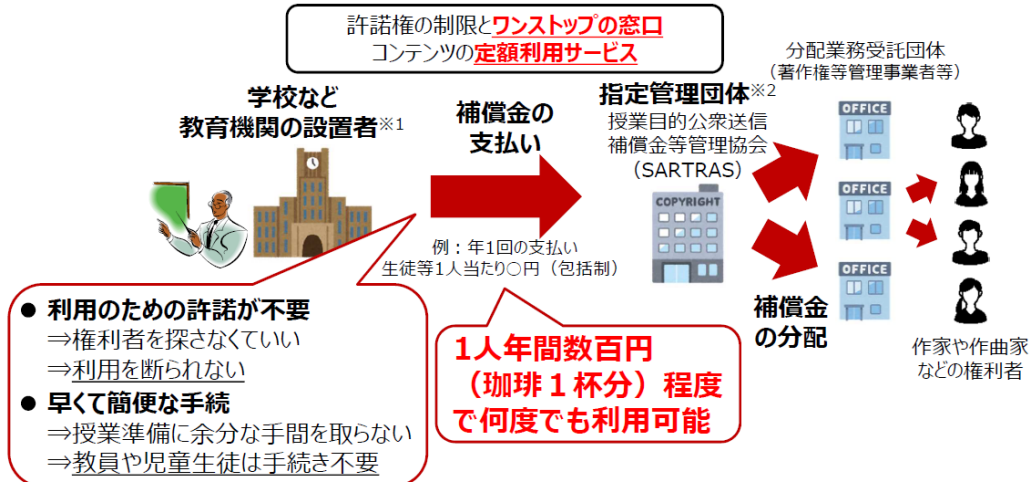 許諾権の制限とワンストップの窓口
コンテンツの定額利用サービス
学校など
教育機関の設置者※1
補償金の
支払い
例：年1回の支払い
生徒等1人当たり○円（包括制）
指定管理団体※2
授業目的公衆送信
補償金等管理協会
（SARTRAS）
COPYRIGHT
分配業務受託団体
（著作権等管理事業者等）
OFFICE
OFFICE
OFFICE
補償金
の分配
作家や作曲家
などの権利者
● 利用のための許諾が不要
⇒権利者を探さなくていい
⇒利用を断られない
● 早くて簡便な手続
⇒授業準備に余分な手間を取らない
⇒教員や児童生徒は手続き不要
1人年間数百円
（珈琲１杯分）程度
で何度でも利用可能